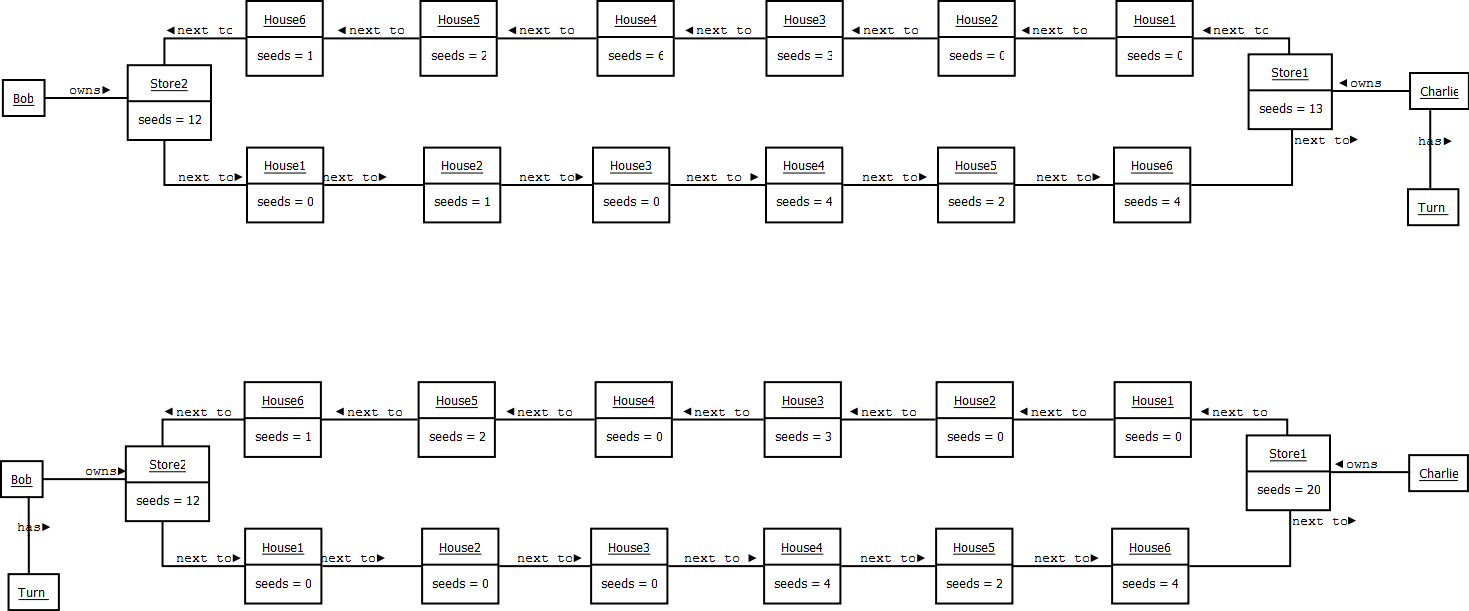 House6 House5 House4 House3 House2 House1
◄next to ◄next to ◄next to ◄next to ◄next to ◄next to ◄next to
seeds = 1 seeds = 2 seeds = 6 seeds = 3 seeds = 0 seeds = 0
Store2 Store1
Bob owns► ◄owns Charlie
seeds = 12 seeds = 13
next to► has►
House1 House2 House3 House4 House5 House6
next to► next to► next to► next to ► next to► next to►
seeds = 0 seeds = 1 seeds = 0 seeds = 4 seeds = 2 seeds = 4
Turn
House6 House5 House4 House3 House2 House1
◄next to ◄next to ◄next to ◄next to ◄next to ◄next to ◄next to
seeds = 1 seeds = 2 seeds = 0 seeds = 3 seeds = 0 seeds = 0
Store2 Store1
Bob owns► ◄owns Charlie
seeds = 12 seeds = 20
has► next to►
House1 House2 House3 House4 House5 House6
next to► next to► next to► next to ► next to► next to►
seeds = 0 seeds = 0 seeds = 0 seeds = 4 seeds = 2 seeds = 4
Turn